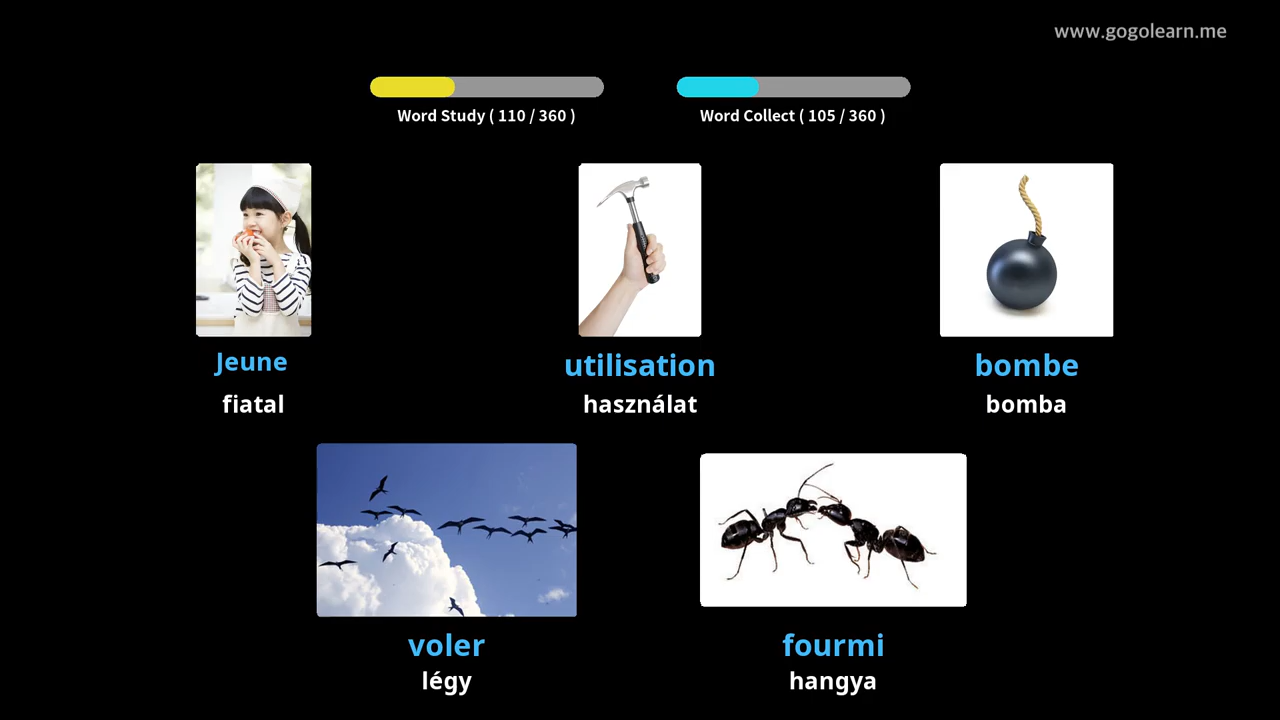 www.gogolearn.me
Word Study ( 110 / 360 )
Word Collect ( 105 / 360 )
Jeune
fiatal
utilisation
használat
bombe
bomba
voler
légy
fourmi
hangya